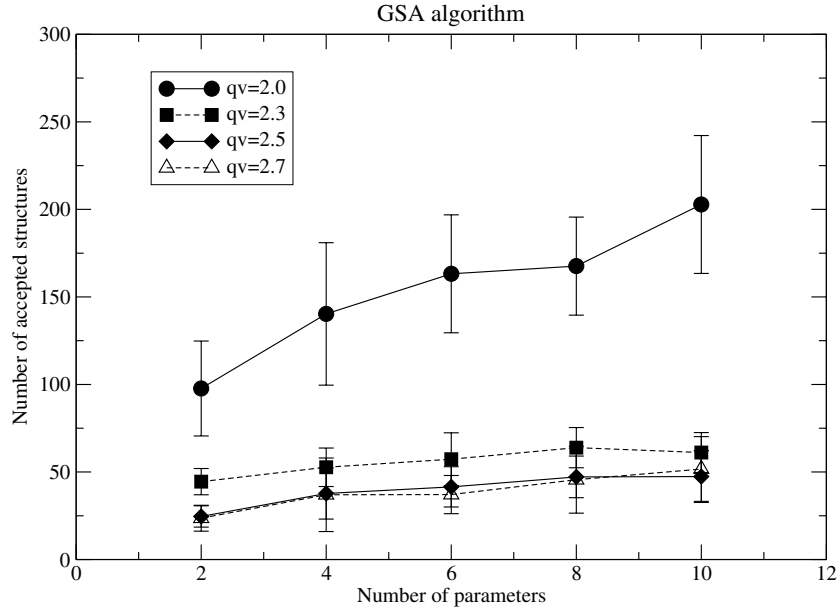 GSA algorithm
300
250
200
150
100
50
0
Number of accepted structures
qv=2.0
qv=2.3
qv=2.5
qv=2.7
0 2 4 6 8 10 12
Number of parameters